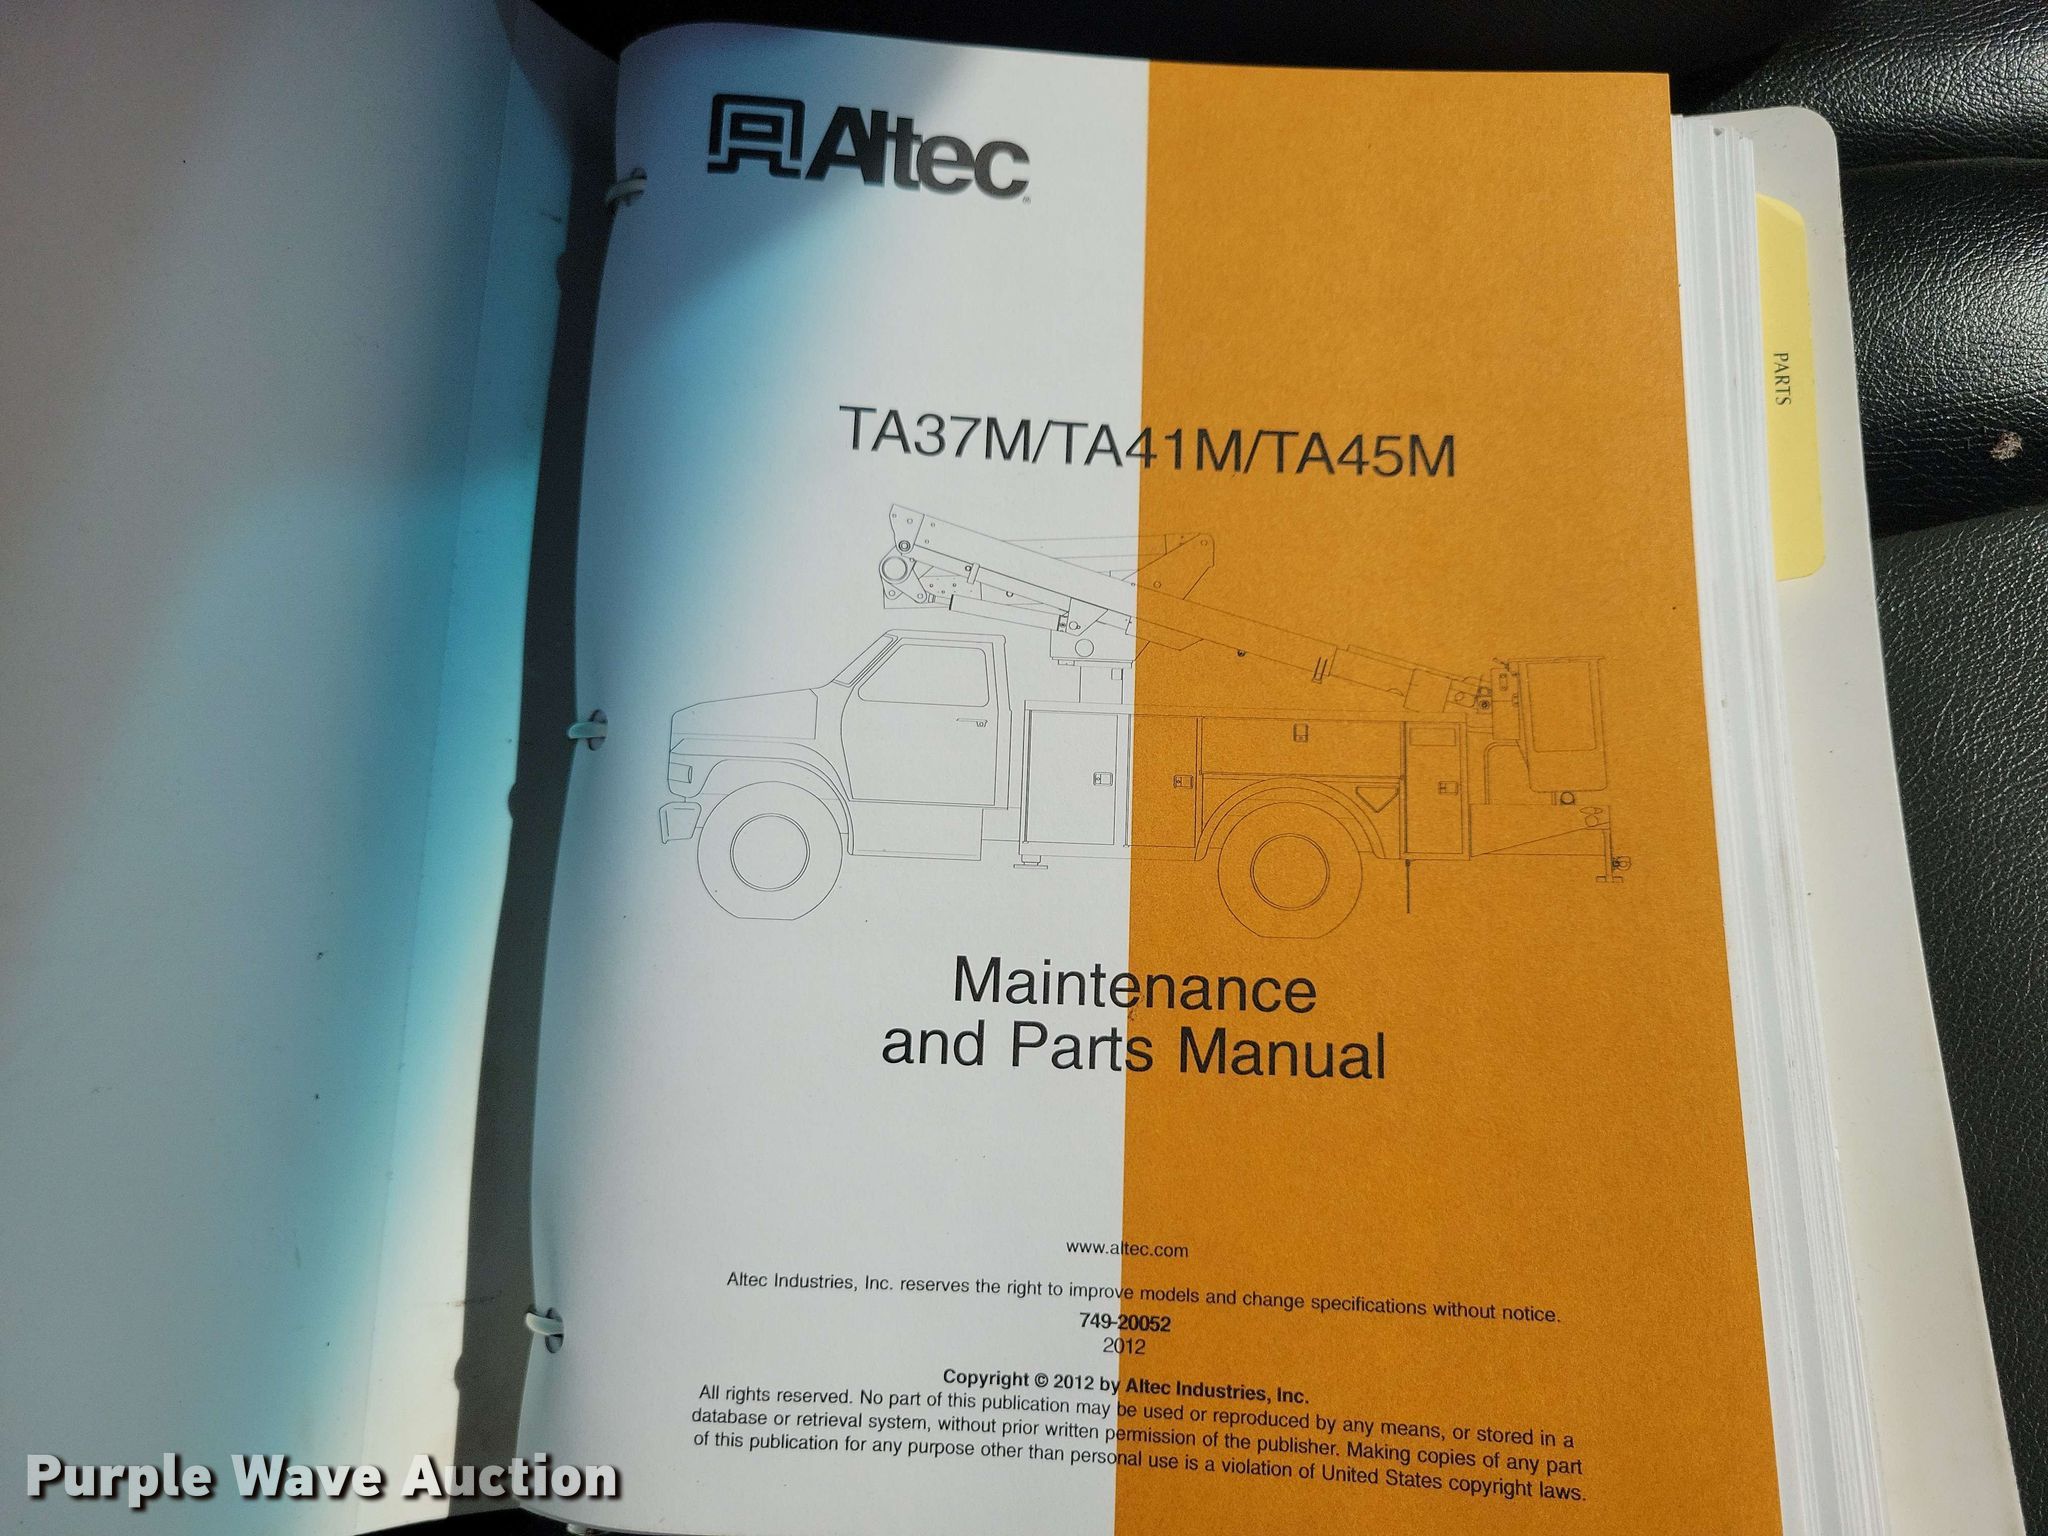 Altec®
TA37M/TA41M/TA45M
PARTS
Maintenance
and Parts Manual
www.altec.com
Altec Industries, Inc. reserves the right to improve models and change specifications without notice.
749-20052
2012
Copyright © 2012 by Altec Industries, Inc.
All rights reserved. No part of this publication may be used or reproduced by any means, or stored in a
database or retrieval system, without prior written permission of the publisher. Making copies of any part
of this publication for any purpose other than personal use is a violation of United States copyright laws.
Purple Wave Auction